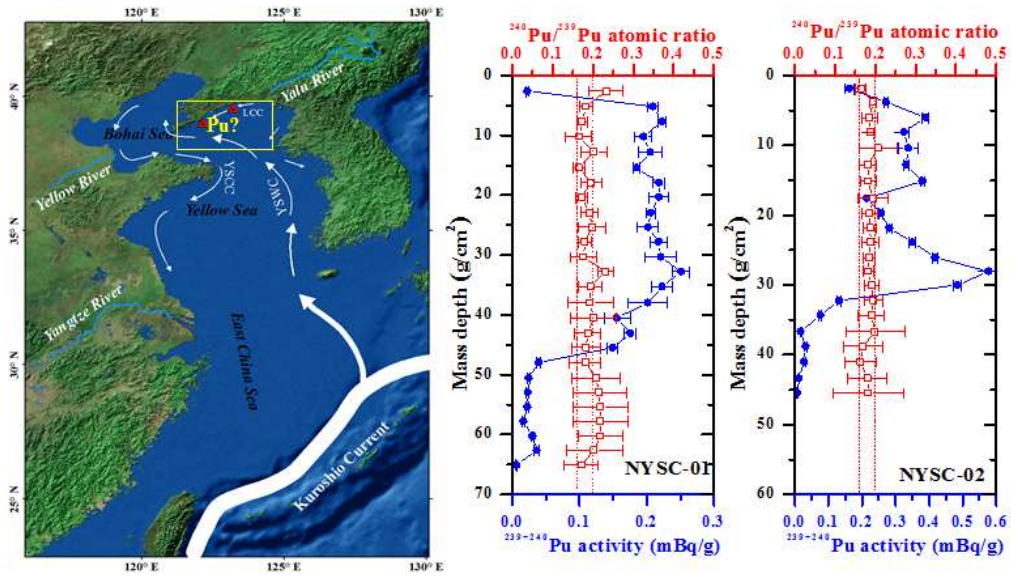 120° E
125° E
130° E
40° N
35° N
30° N
25° N
Yalu River
LCC
Pu?
Bohai Sea
Yellow River
YSCC
YSWC
Yellow Sea
Yangtze River
East China Sea
Kuroshio Current
120° E
125° E
130° E
²⁴⁰Pu/²³⁹Pu atomic ratio
0.0 0.1 0.2 0.3 0.4 0.5
Mass depth (g/cm²)
0
10
20
30
40
50
60
70
NYSC-01
0.0 0.1 0.2 0.3
²³⁹⁺²⁴⁰Pu activity (mBq/g)
²⁴⁰Pu/²³⁹Pu atomic ratio
0.0 0.1 0.2 0.3 0.4 0.5
Mass depth (g/cm²)
0
10
20
30
40
50
60
NYSC-02
0.0 0.1 0.2 0.3 0.4 0.5 0.6
²³⁹⁺²⁴⁰Pu activity (mBq/g)